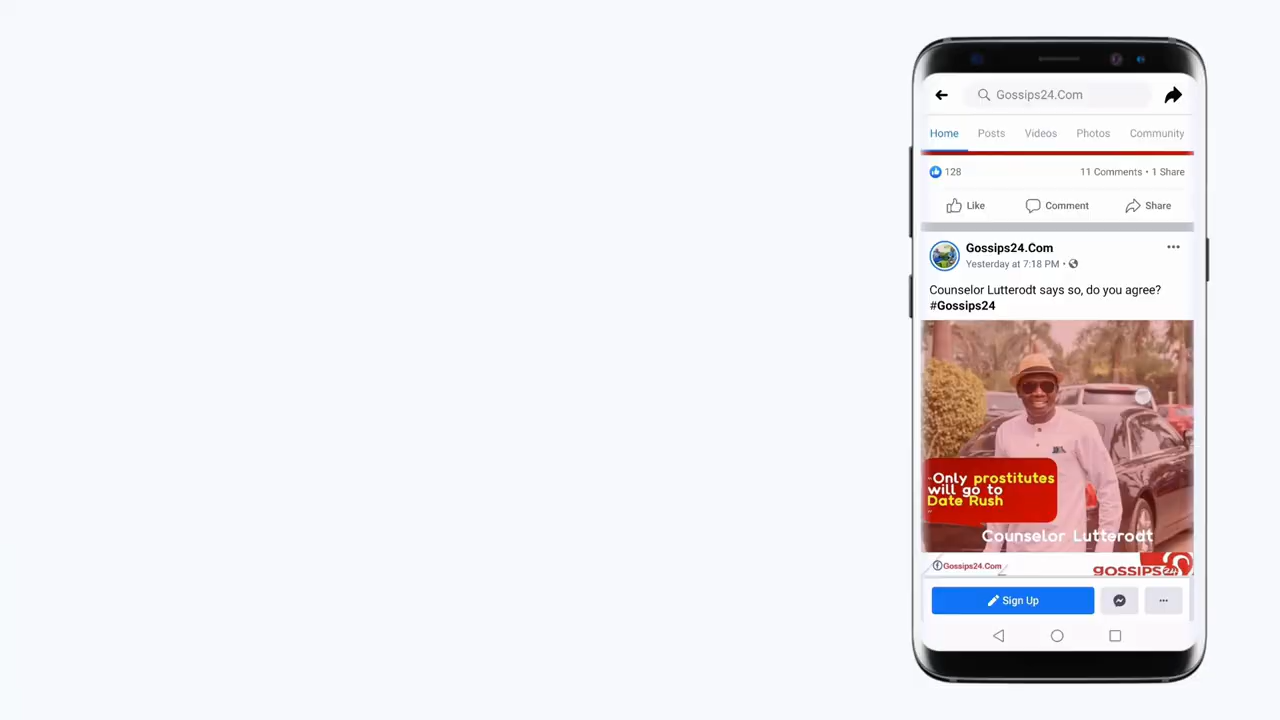 Gossips24.Com
Home Posts Videos Photos Community
128 11 Comments • 1 Share
Like Comment Share
Gossips24.Com
Yesterday at 7:18 PM •
Counselor Lutterodt says so, do you agree?
#Gossips24
Only prostitutes
will go to
Date Rush
Counselor Lutterodt
Gossips24.Com
GOSSIPS24
Sign Up